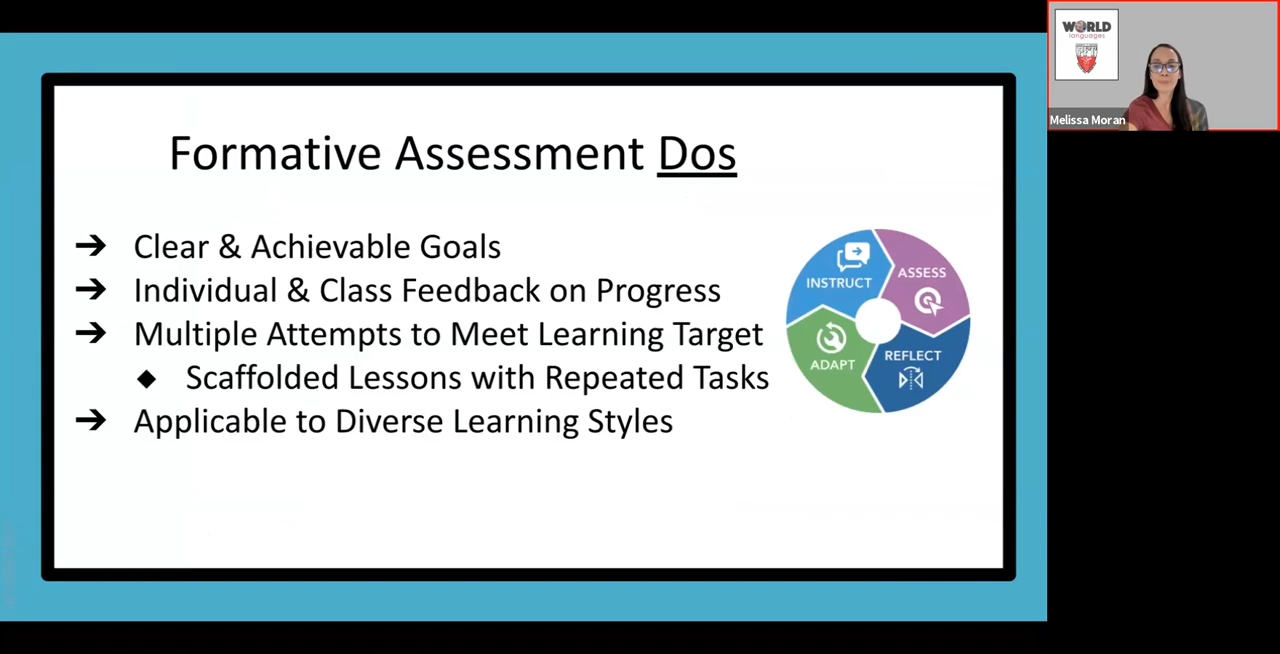 Formative Assessment Dos
➔ Clear & Achievable Goals
➔ Individual & Class Feedback on Progress
➔ Multiple Attempts to Meet Learning Target
◆ Scaffolded Lessons with Repeated Tasks
➔ Applicable to Diverse Learning Styles
INSTRUCT
ASSESS
ADAPT
REFLECT
WORLD
languages
Melissa Moran